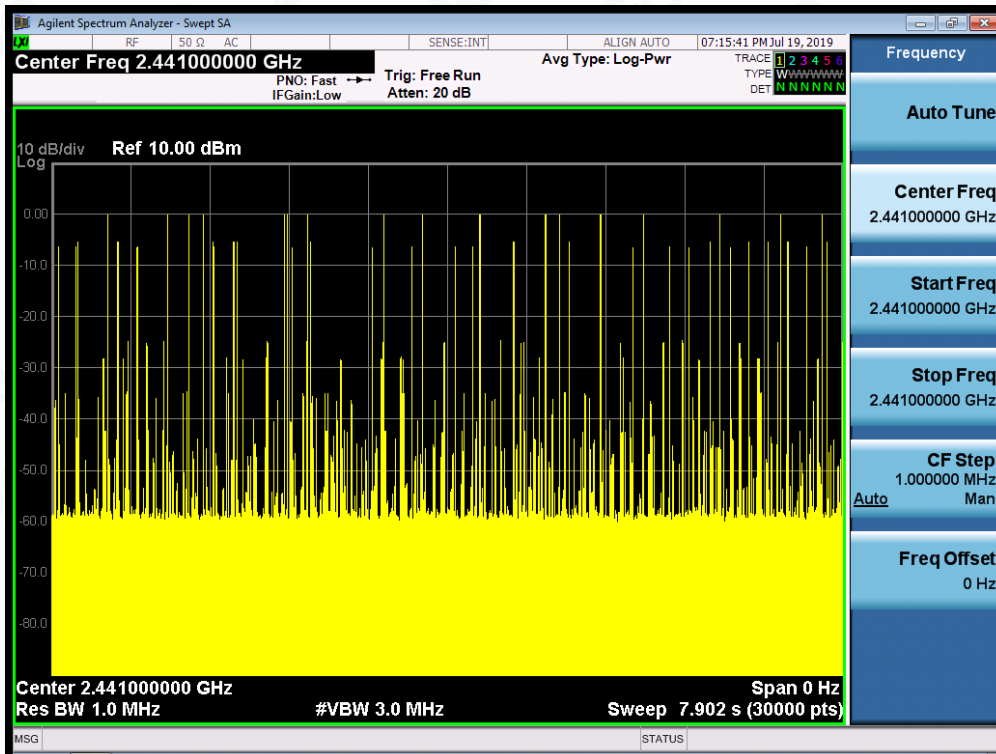 Agilent Spectrum Analyzer - Swept SA
LXI RF 50 Ω AC SENSE:INT ALIGN AUTO 07:15:41 PM Jul 19, 2019
Center Freq 2.441000000 GHz
PNO: Fast
IFGain:Low
Trig: Free Run
Atten: 20 dB
Avg Type: Log-Pwr
TRACE 1 2 3 4 5 6
TYPE WWWWWWW
DET N N N N N N
10 dB/div Ref 10.00 dBm
Log
0.00
-10.0
-20.0
-30.0
-40.0
-50.0
-60.0
-70.0
-80.0
Center 2.441000000 GHz Span 0 Hz
Res BW 1.0 MHz #VBW 3.0 MHz Sweep 7.902 s (30000 pts)
MSG STATUS
Frequency
Auto Tune
Center Freq
2.441000000 GHz
Start Freq
2.441000000 GHz
Stop Freq
2.441000000 GHz
CF Step
1.000000 MHz
Auto Man
Freq Offset
0 Hz